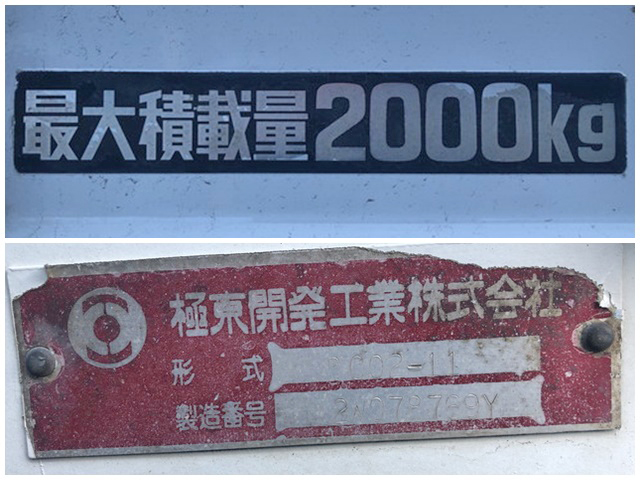 最大積載量2000kg
極東開発工業株式会社
形式
製造番号